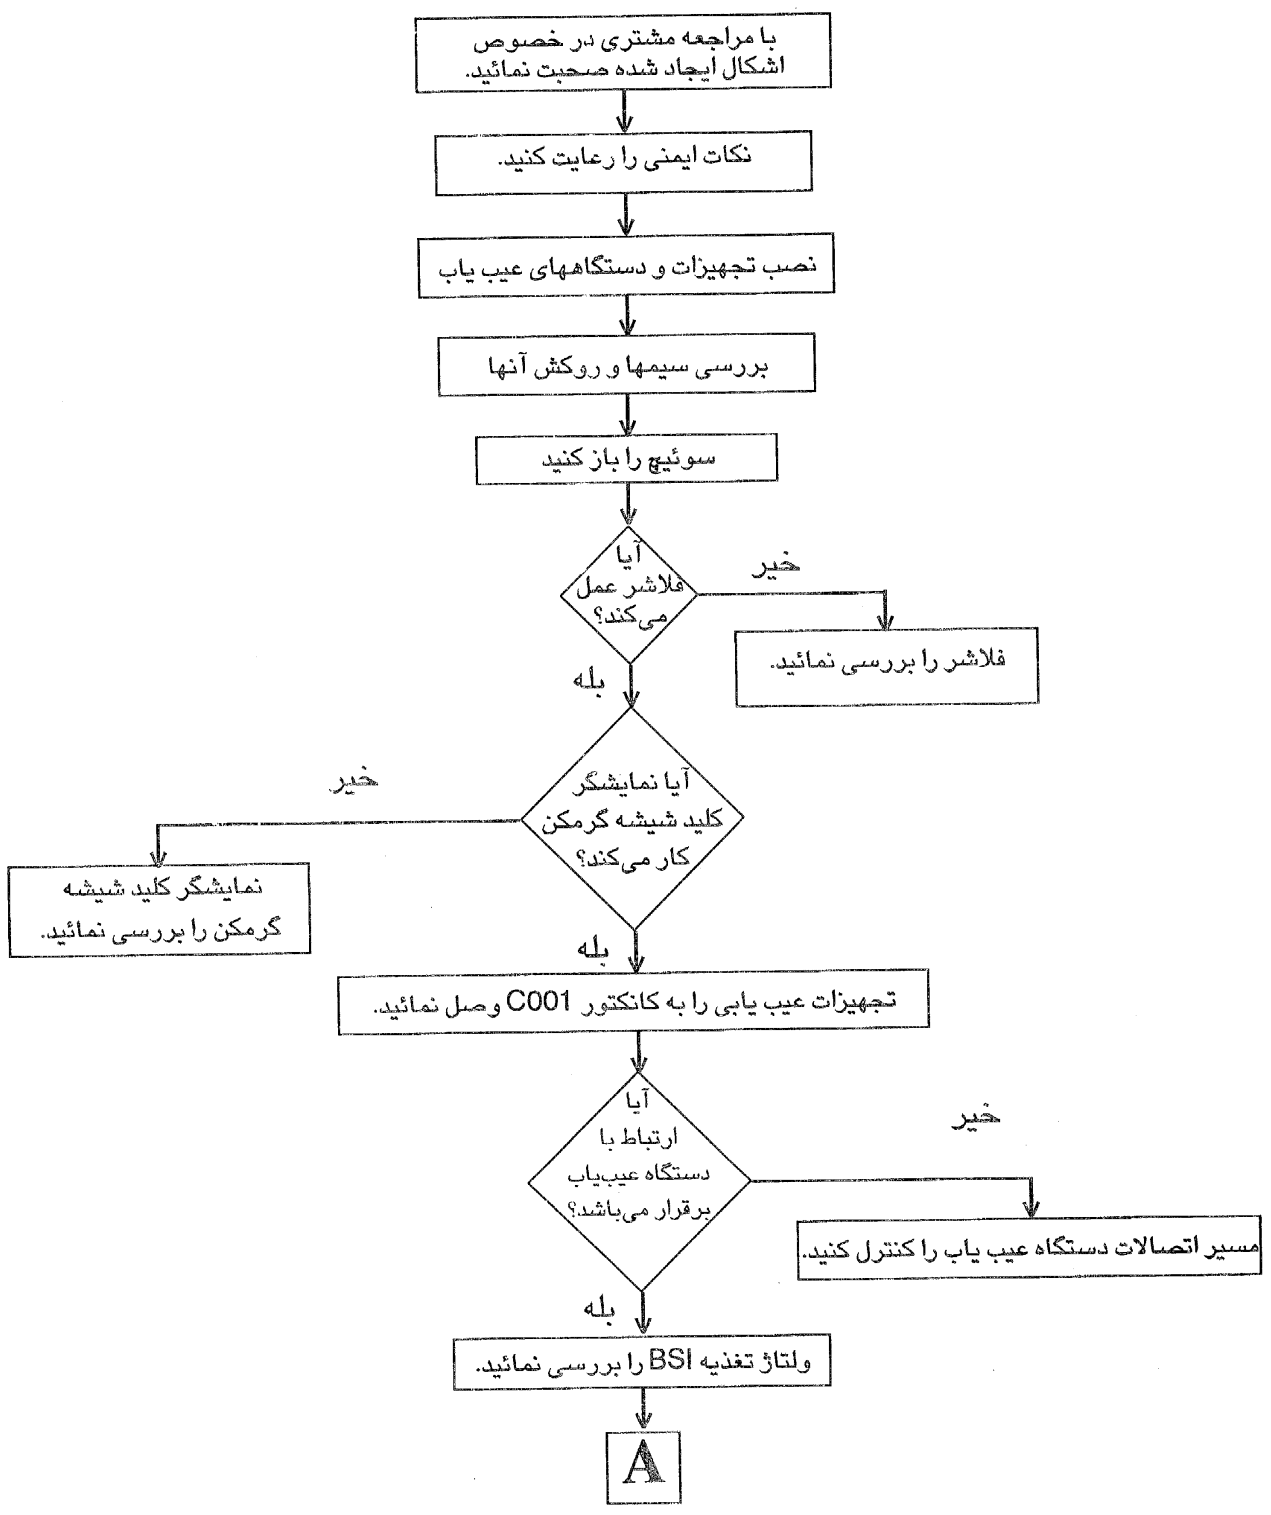 با مراجعه مشتری در خصوص
اشکال ایجاد شده صحبت نمائید.
نکات ایمنی را رعایت کنید.
نصب تجهیزات و دستگاههای عیب یاب
بررسی سیمها و روکش آنها
سوئیچ را باز کنید
آیا
فلاشر عمل
می‌کند؟
خیر
فلاشر را بررسی نمائید.
بله
آیا نمایشگر
کلید شیشه گرمکن
کار می‌کند؟
خیر
نمایشگر کلید شیشه
گرمکن را بررسی نمائید.
بله
تجهیزات عیب یابی را به کانکتور C001 وصل نمائید.
آیا
ارتباط با
دستگاه عیب‌یاب
برقرار می‌باشد؟
خیر
مسیر اتصالات دستگاه عیب یاب را کنترل کنید.
بله
ولتاژ تغذیه BSI را بررسی نمائید.
A